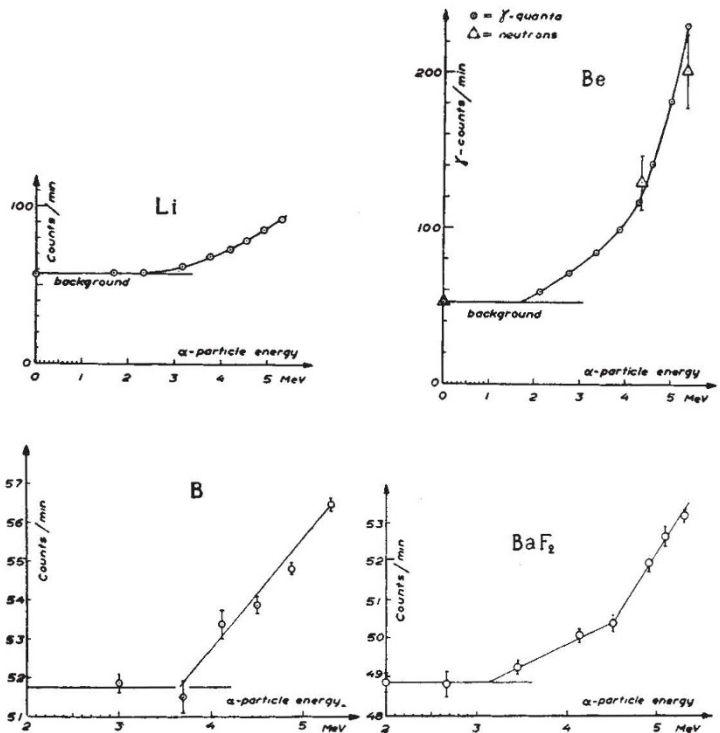 ⊙ = γ-quanta
△ = neutrons
Li
Counts/min
100
0
background
α-particle energy
0 1 2 3 4 5 MeV
Be
γ-counts/min
200
100
0
background
α-particle energy
0 1 2 3 4 5 MeV
B
Counts/min
57
56
55
54
53
52
51
α-particle energy
2 3 4 5 MeV
BaF₂
Counts/min
53
52
51
50
49
48
α-particle energy
2 3 4 5 MeV